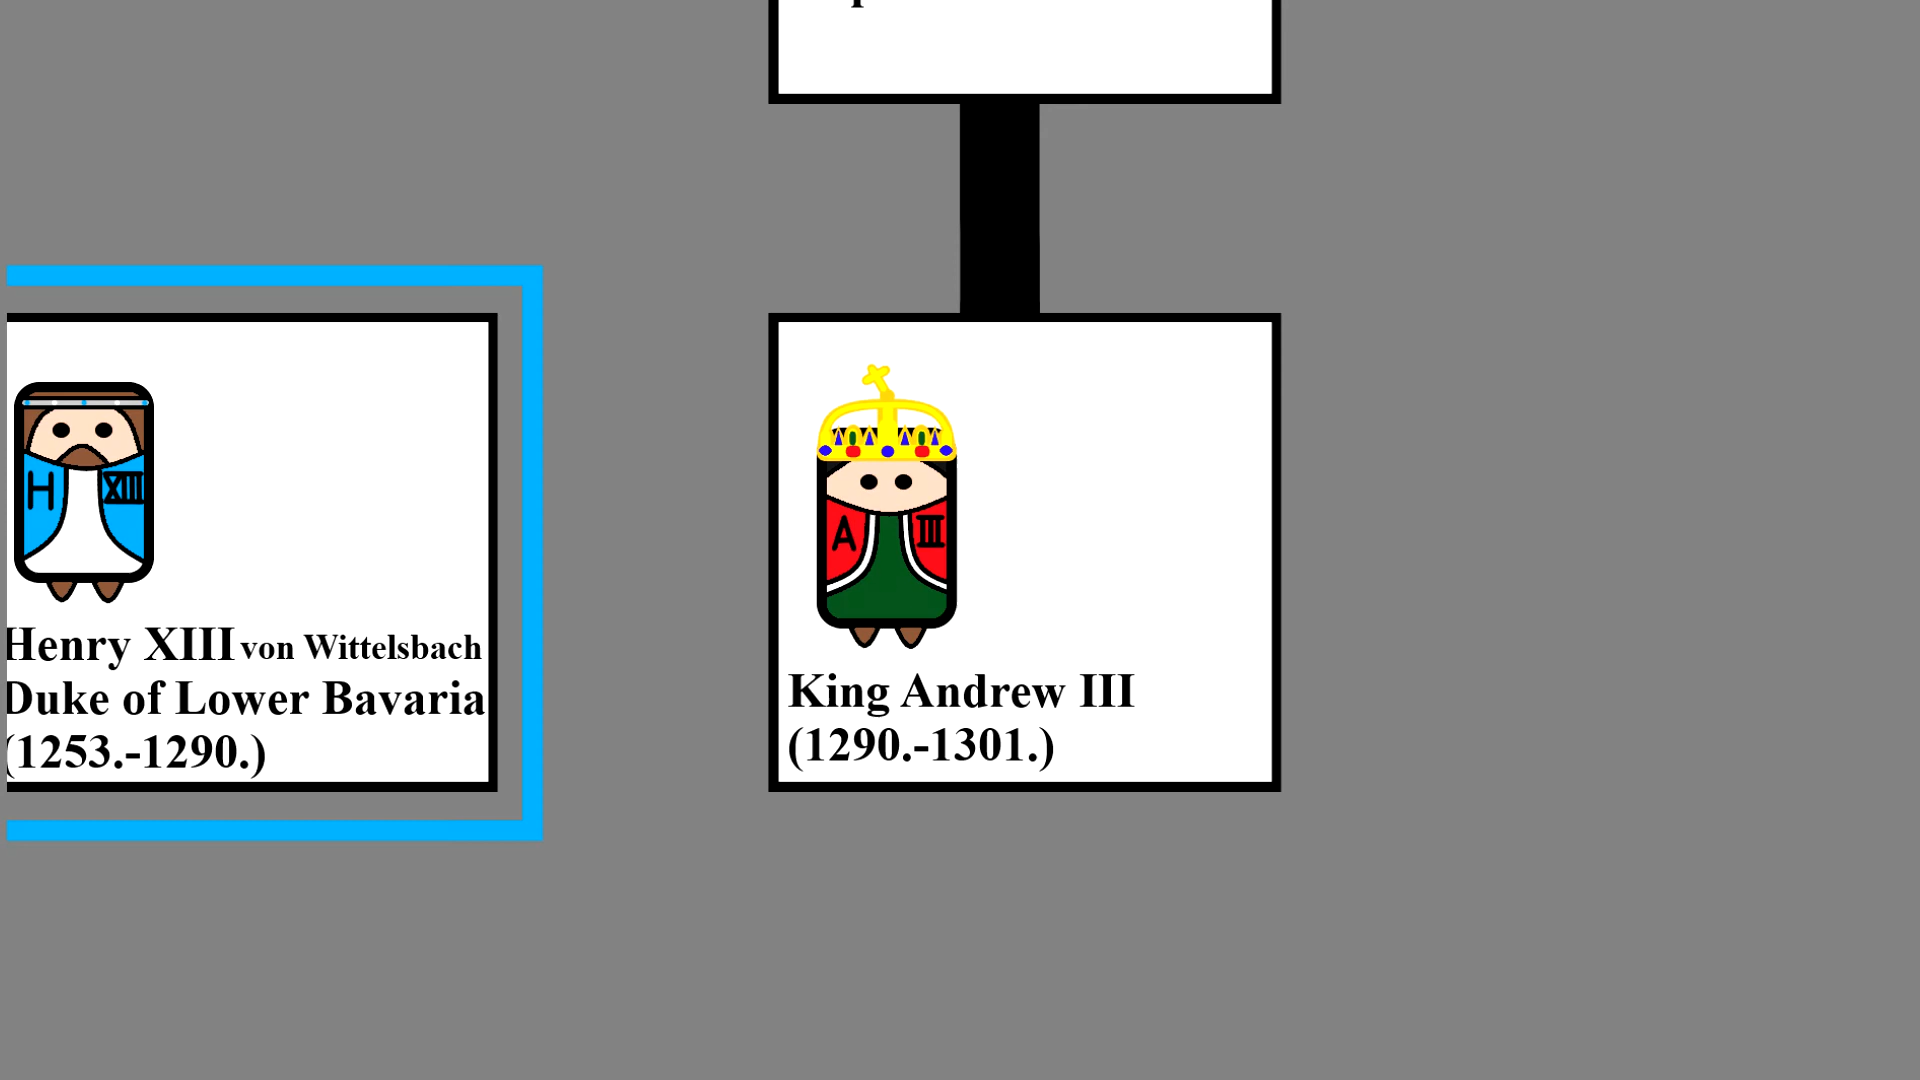 H XIII
Henry XIII von Wittelsbach
Duke of Lower Bavaria
(1253.-1290.)
A III
King Andrew III
(1290.-1301.)